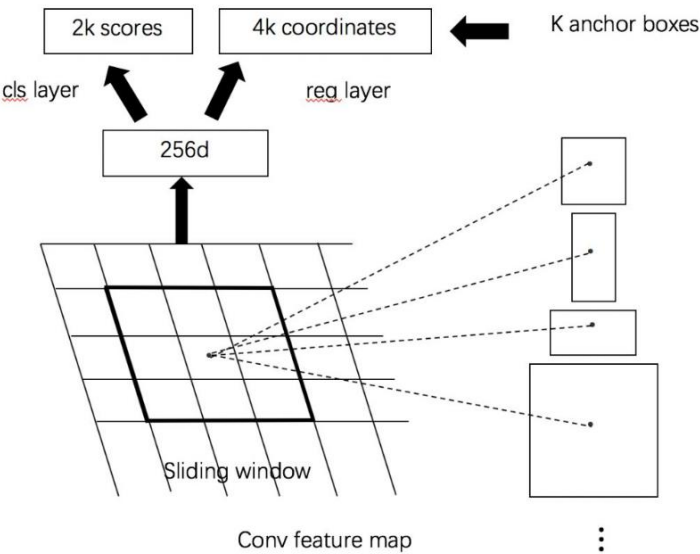 2k scores
4k coordinates
K anchor boxes
cls layer
reg layer
256d
Sliding window
Conv feature map